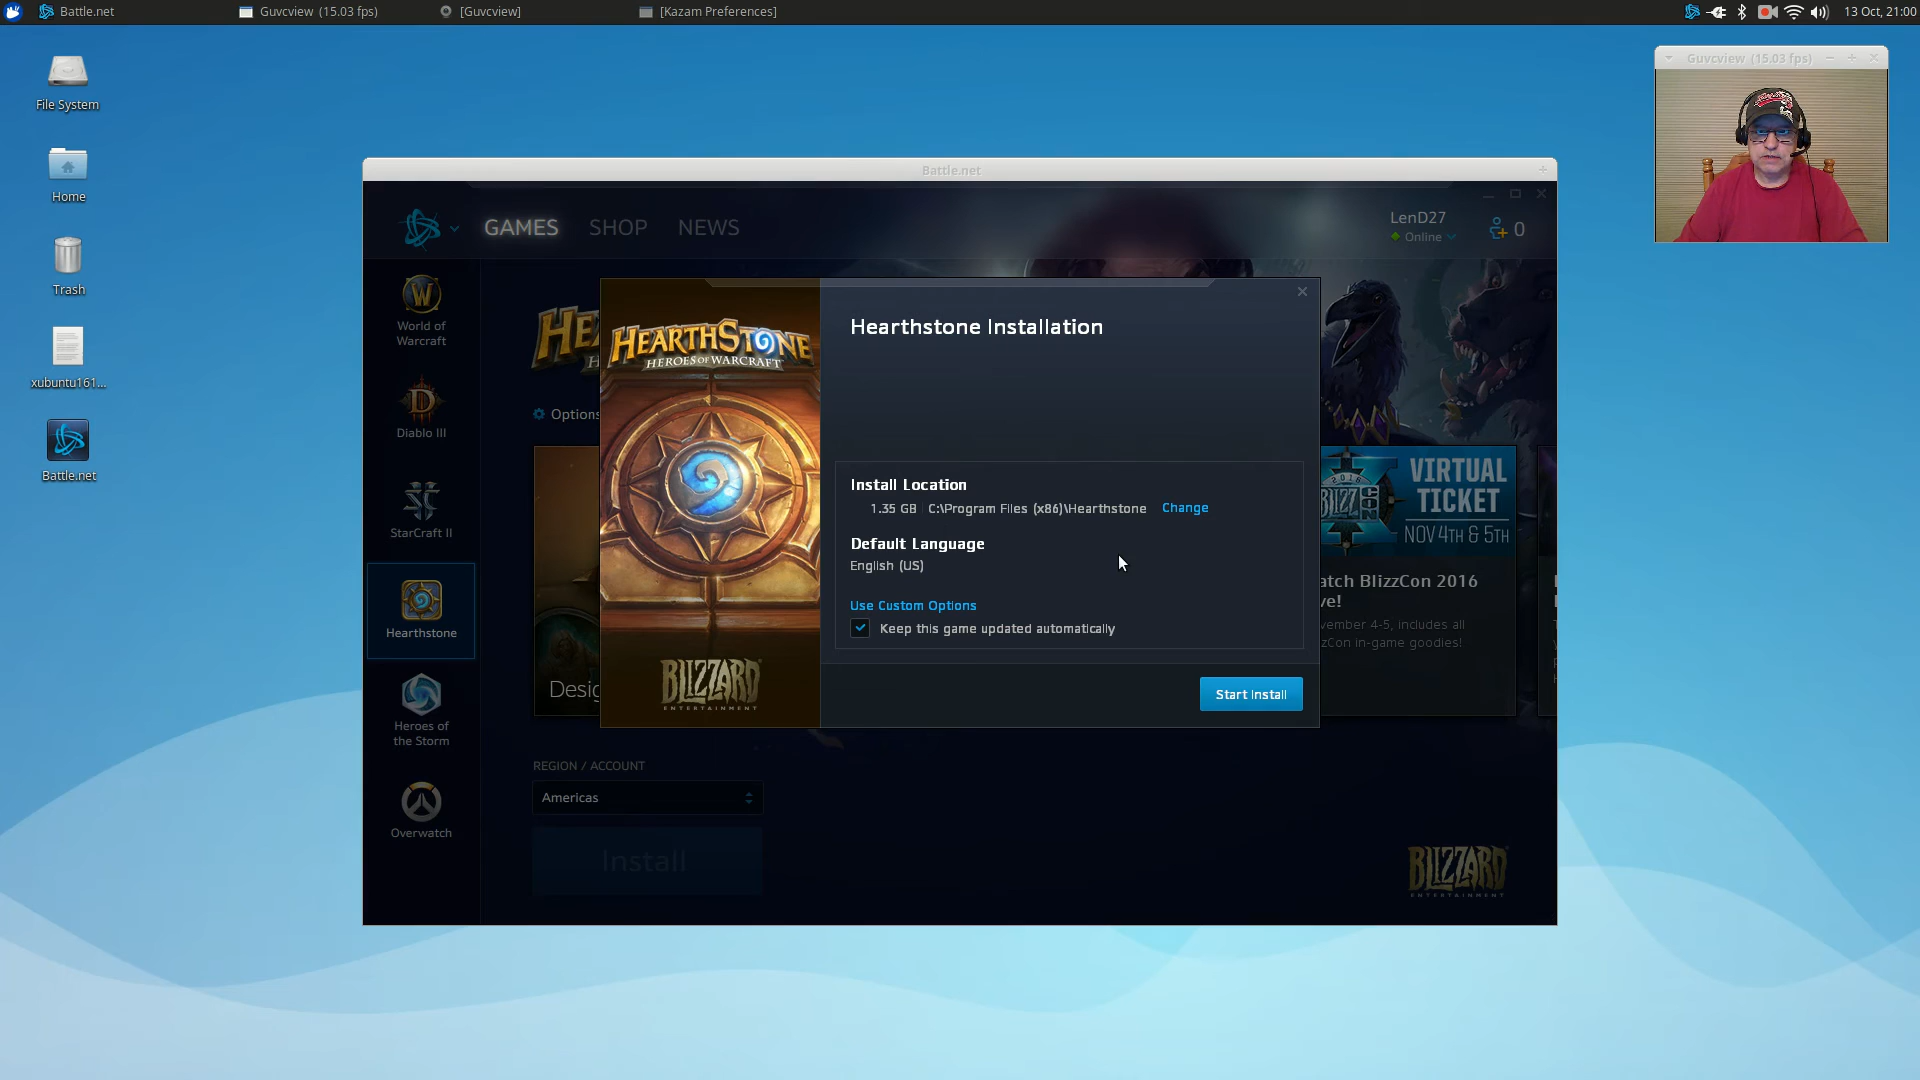 Battle.net
Guvcview (15.03 fps)
[Guvcview]
[Kazam Preferences]
13 Oct, 21:00
File System
Home
Trash
xubuntu161...
Battle.net
Guvcview (15.03 fps)
Battle.net
GAMES
SHOP
NEWS
LenD27
Online
0
World of
Warcraft
Diablo III
StarCraft II
Hearthstone
Heroes of
the Storm
Overwatch
HE
Options
Desig
HEARTHSTONE
HEROES OF WARCRAFT
BLIZZARD
ENTERTAINMENT
Hearthstone Installation
Install Location
1.35 GB C:\Program Files (x86)\Hearthstone Change
Default Language
English (US)
Use Custom Options
Keep this game updated automatically
Start Install
2016
BLIZZ
CON
VIRTUAL
TICKET
NOV 4TH & 5TH
atch BlizzCon 2016
ve!
vember 4-5, includes all
zCon in-game goodies!
REGION / ACCOUNT
Americas
Install
BLIZZARD
ENTERTAINMENT